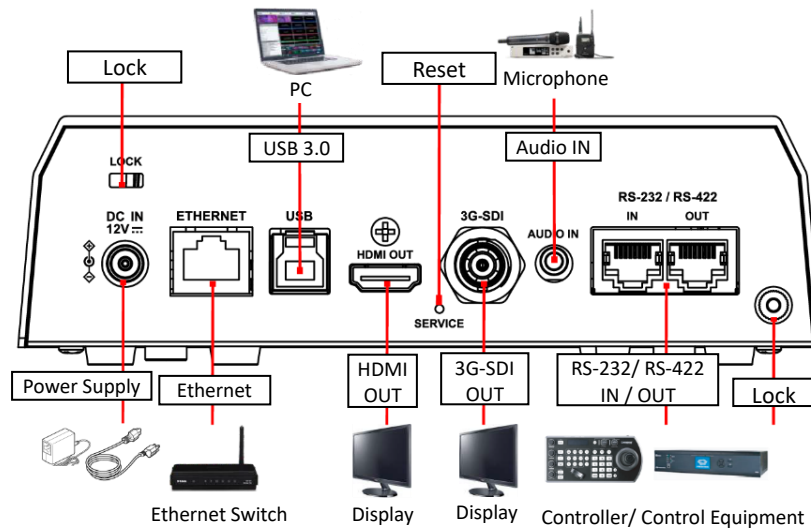 Lock
PC
Reset
Microphone
USB 3.0
Audio IN
LOCK
DC IN
12V
ETHERNET
USB
HDMI OUT
3G-SDI
AUDIO IN
RS-232 / RS-422
IN
OUT
SERVICE
Power Supply
Ethernet
HDMI
OUT
3G-SDI
OUT
RS-232/ RS-422
IN / OUT
Lock
Ethernet Switch
Display
Display
Controller/ Control Equipment